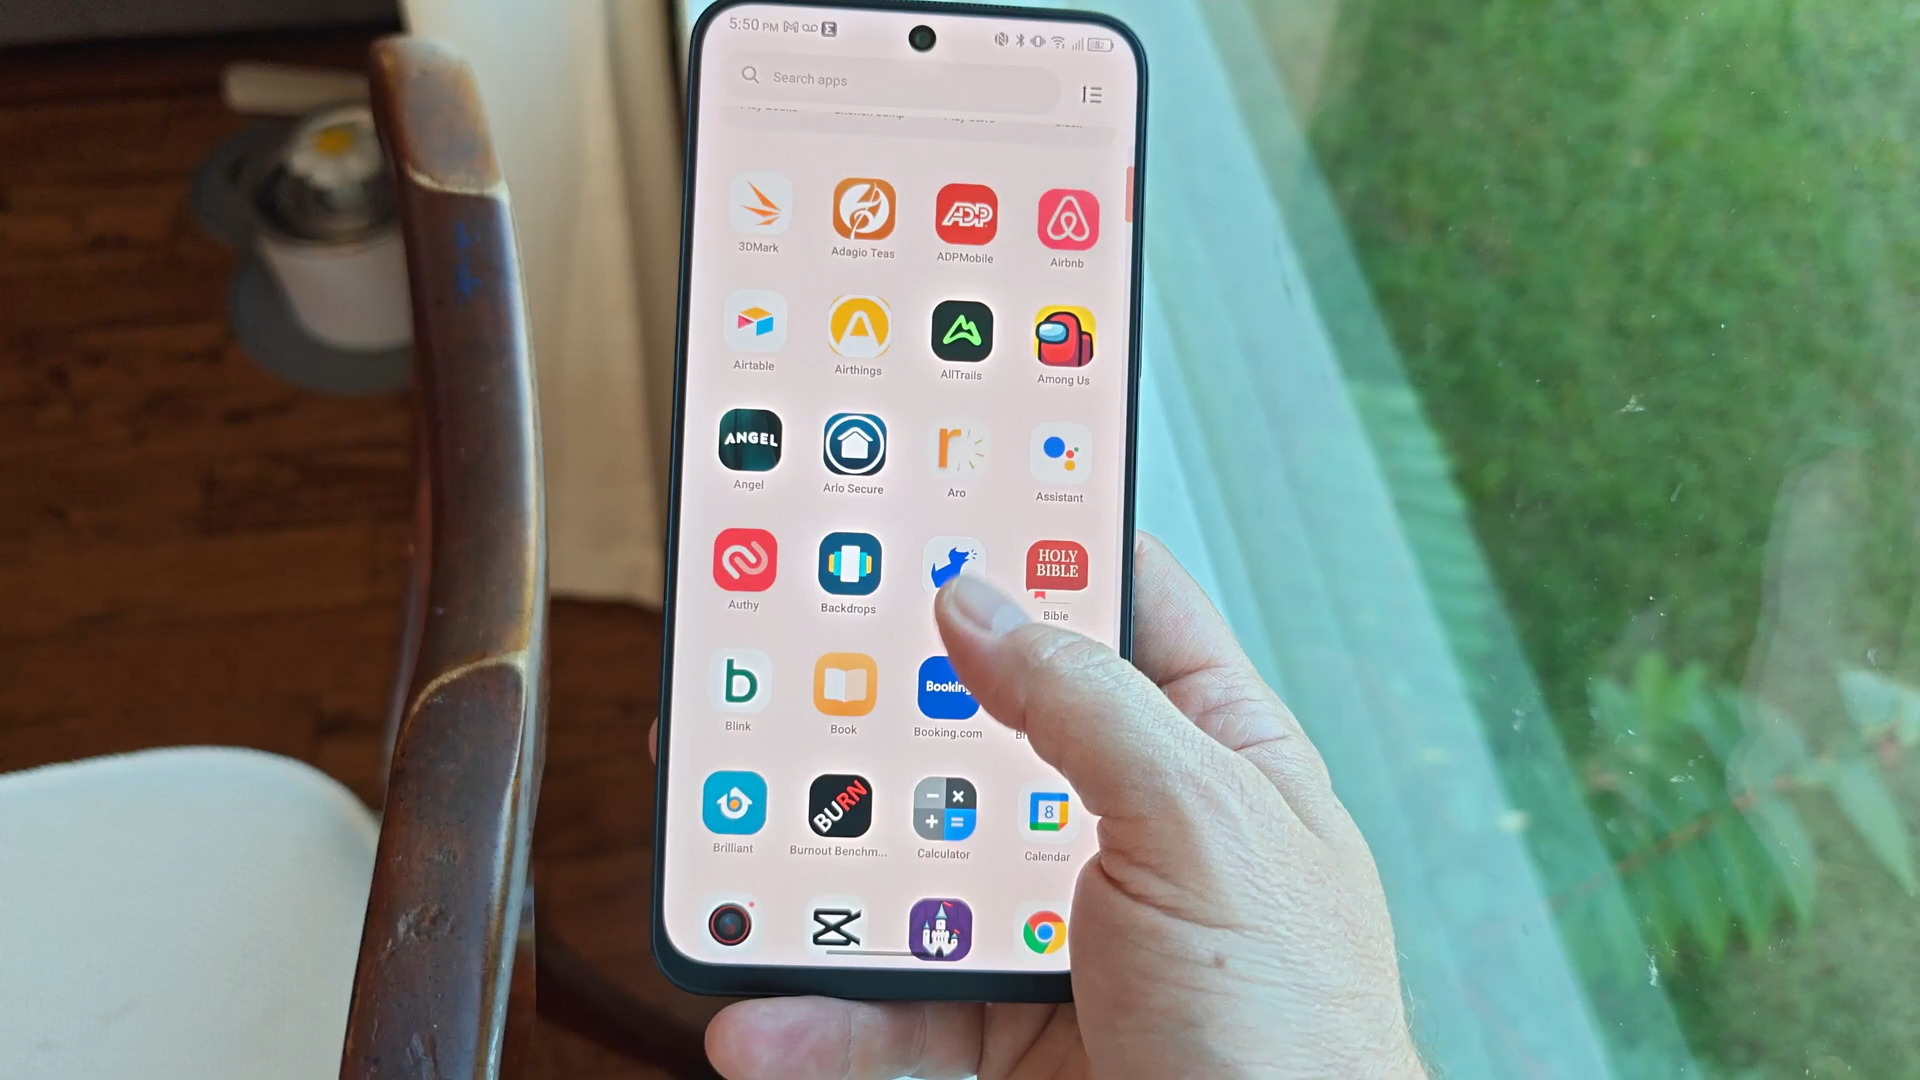 5:50 PM
52
Search apps
3DMark
Adagio Teas
ADP
ADPMobile
Airbnb
Airtable
Airthings
AllTrails
Among Us
ANGEL
Angel
Arlo Secure
Aro
Assistant
Authy
Backdrops
HOLY
BIBLE
Bible
Blink
Book
Booking
Booking.com
Brilliant
BURN
Burnout Benchm...
Calculator
8
Calendar